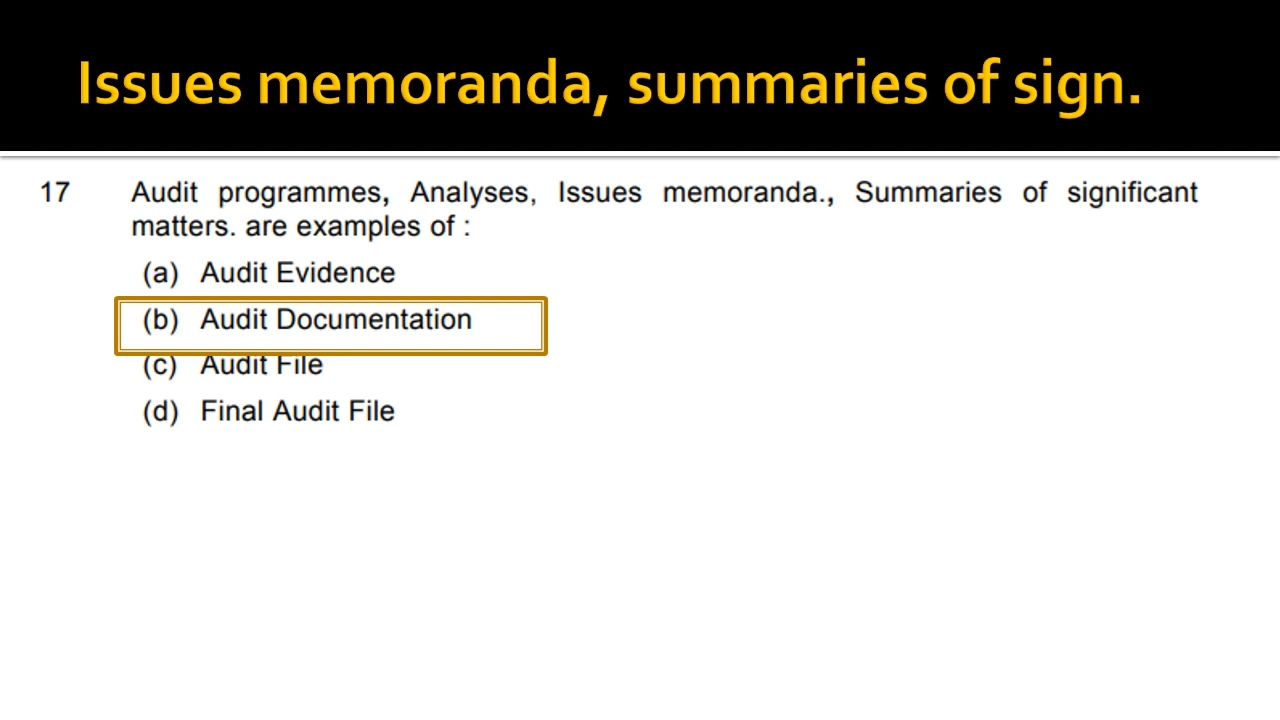 Issues memoranda, summaries of sign.
17 Audit programmes, Analyses, Issues memoranda., Summaries of significant
matters. are examples of :
(a) Audit Evidence
(b) Audit Documentation
(c) Audit File
(d) Final Audit File